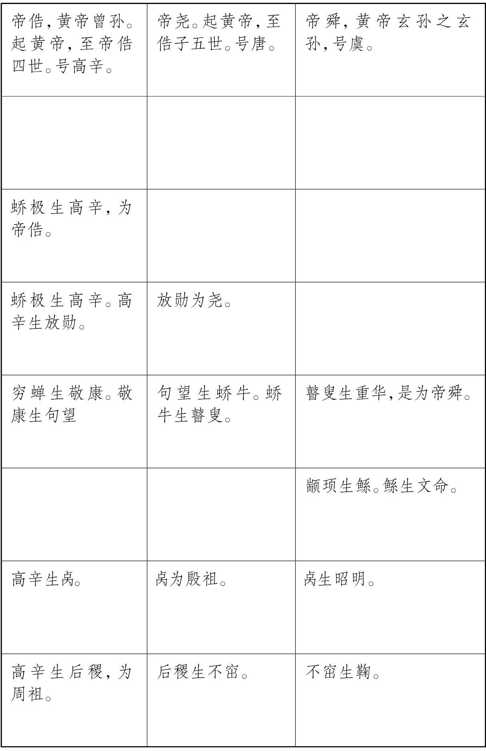 帝俈，黄帝曾孙。
起黄帝，至帝俈
四世。号高辛。
帝尧。起黄帝，至
俈子五世。号唐。
帝舜，黄帝玄孙之玄
孙，号虞。
𫊸极生高辛，为
帝俈。
𫊸极生高辛。高
辛生放勋。
放勋为尧。
穷蝉生敬康。敬
康生句望
句望生𫊸牛。𫊸
牛生瞽叟。
瞽叟生重华，是为帝舜。
颛顼生鲧。鲧生文命。
高辛生卨。
卨为殷祖。
卨生昭明。
高辛生后稷，为
周祖。
后稷生不窋。
不窋生鞠。